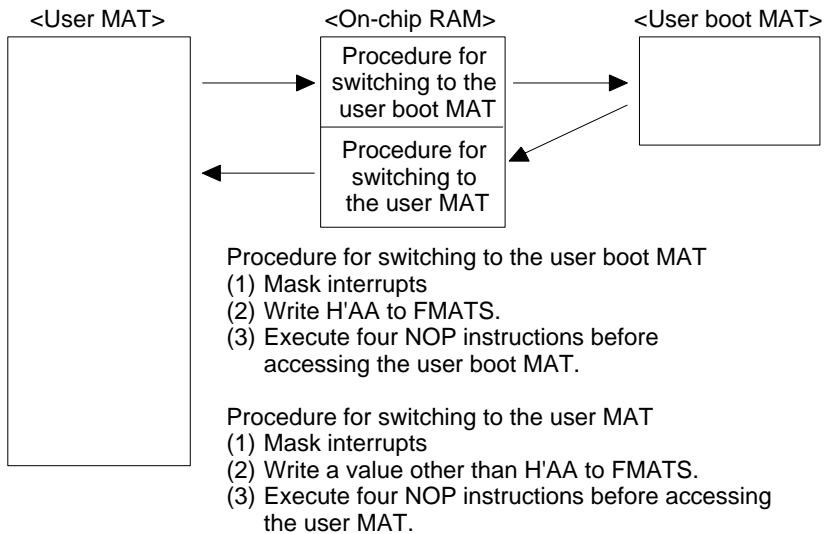 <User MAT>
<On-chip RAM>
<User boot MAT>
Procedure for
switching to the
user boot MAT
Procedure for
switching to
the user MAT
Procedure for switching to the user boot MAT
(1) Mask interrupts
(2) Write H'AA to FMATS.
(3) Execute four NOP instructions before
accessing the user boot MAT.
Procedure for switching to the user MAT
(1) Mask interrupts
(2) Write a value other than H'AA to FMATS.
(3) Execute four NOP instructions before accessing
the user MAT.